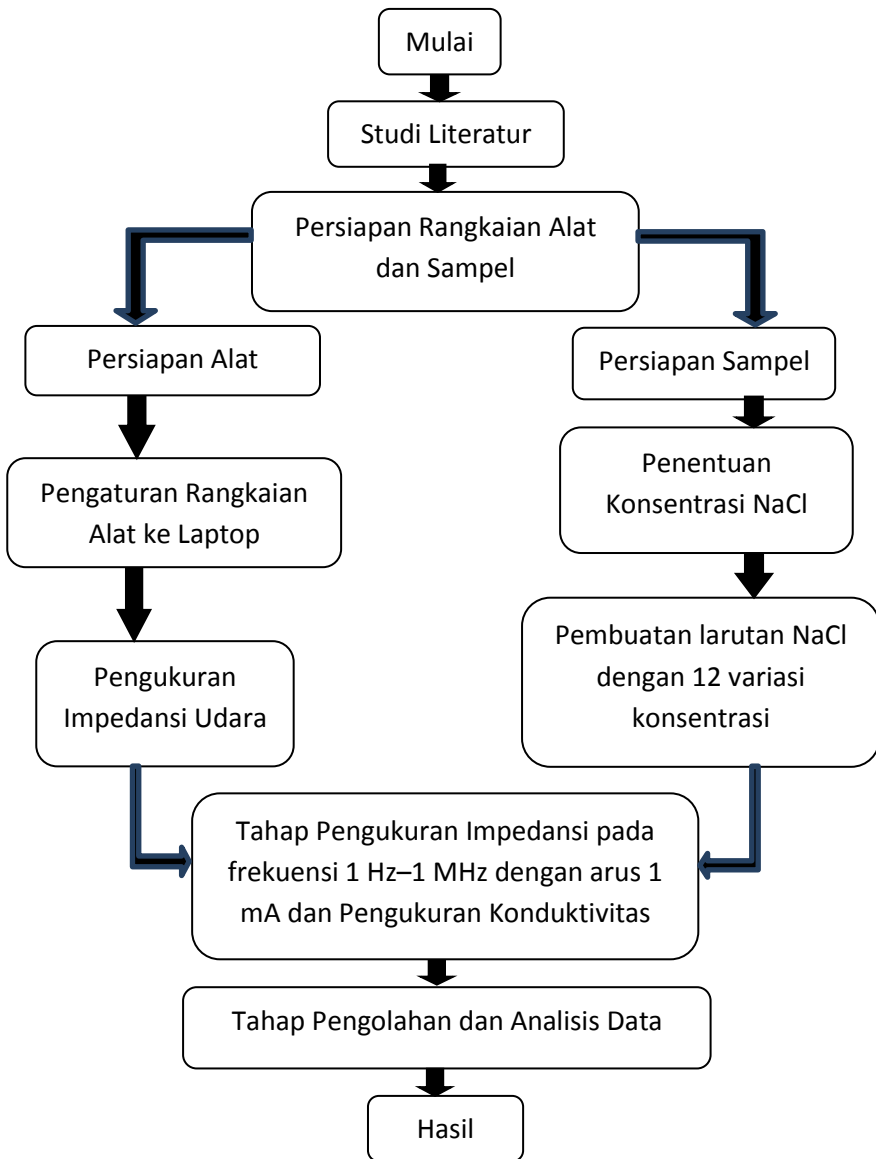 Mulai
Studi Literatur
Persiapan Rangkaian Alat
dan Sampel
Persiapan Alat
Pengaturan Rangkaian
Alat ke Laptop
Pengukuran
Impedansi Udara
Persiapan Sampel
Penentuan
Konsentrasi NaCl
Pembuatan larutan NaCl
dengan 12 variasi
konsentrasi
Tahap Pengukuran Impedansi pada
frekuensi 1 Hz–1 MHz dengan arus 1
mA dan Pengukuran Konduktivitas
Tahap Pengolahan dan Analisis Data
Hasil